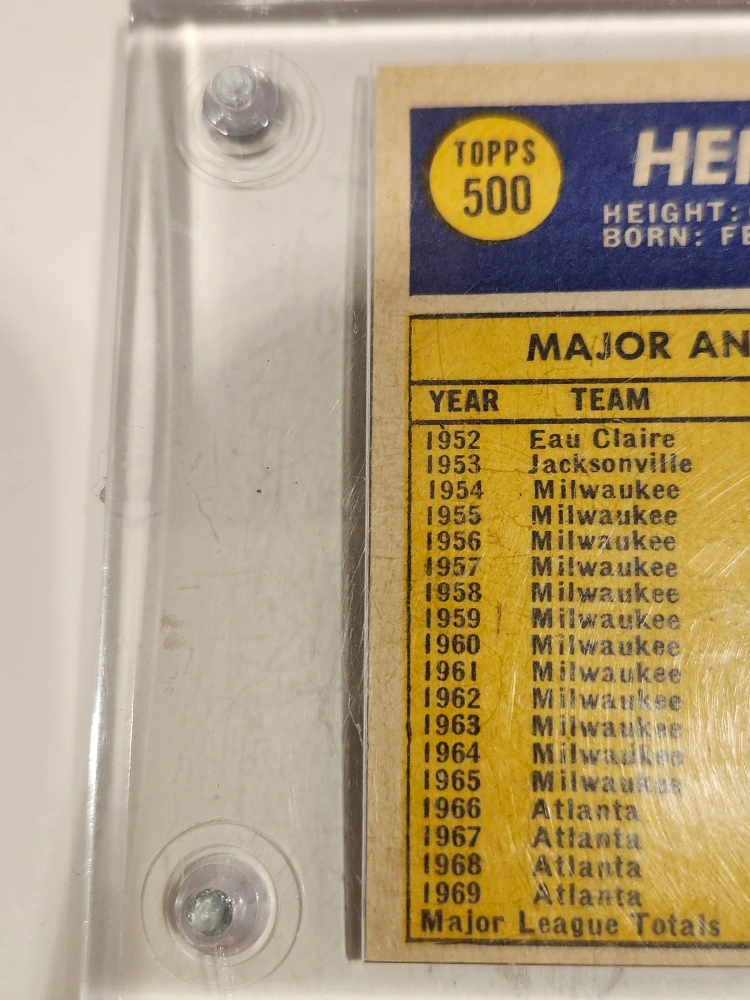 TOPPS
500
HEN
HEIGHT:
BORN: FE
MAJOR AN
YEAR TEAM
1952 Eau Claire
1953 Jacksonville
1954 Milwaukee
1955 Milwaukee
1956 Milwaukee
1957 Milwaukee
1958 Milwaukee
1959 Milwaukee
1960 Milwaukee
1961 Milwaukee
1962 Milwaukee
1963 Milwaukee
1964 Milwaukee
1965 Milwaukee
1966 Atlanta
1967 Atlanta
1968 Atlanta
1969 Atlanta
Major League Totals